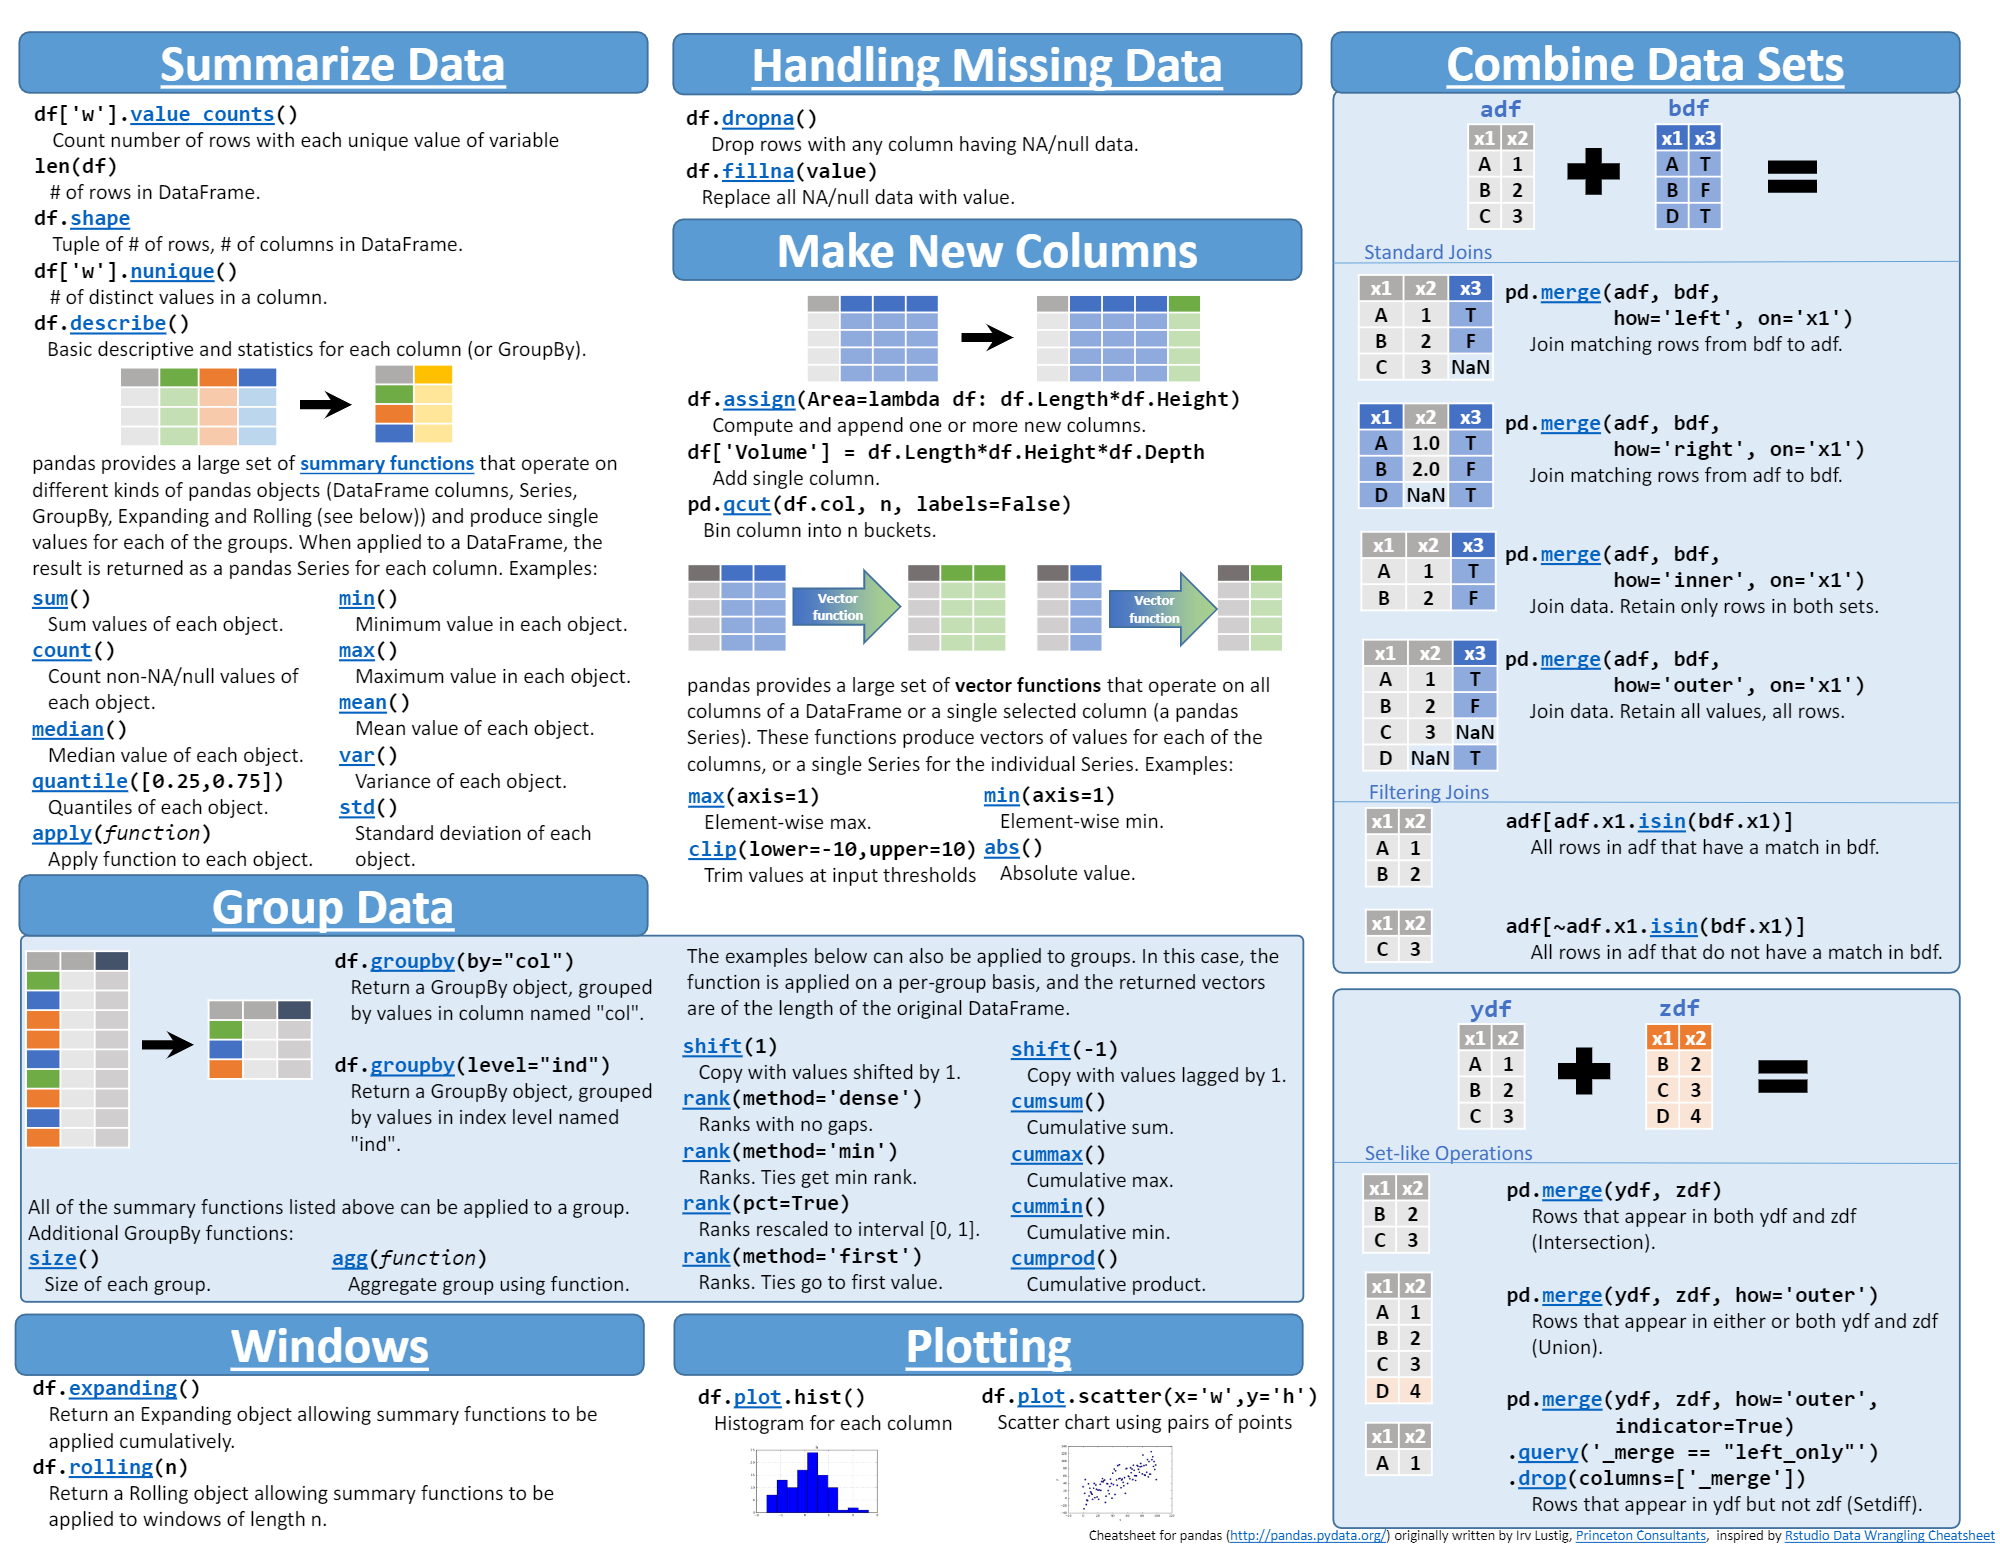 Summarize Data
df['w'].value_counts()
Count number of rows with each unique value of variable
len(df)
# of rows in DataFrame.
df.shape
Tuple of # of rows, # of columns in DataFrame.
df['w'].nunique()
# of distinct values in a column.
df.describe()
Basic descriptive and statistics for each column (or GroupBy).
pandas provides a large set of summary functions that operate on
different kinds of pandas objects (DataFrame columns, Series,
GroupBy, Expanding and Rolling (see below)) and produce single
values for each of the groups. When applied to a DataFrame, the
result is returned as a pandas Series for each column. Examples:
sum()
Sum values of each object.
count()
Count non-NA/null values of
each object.
median()
Median value of each object.
quantile([0.25,0.75])
Quantiles of each object.
apply(function)
Apply function to each object.
min()
Minimum value in each object.
max()
Maximum value in each object.
mean()
Mean value of each object.
var()
Variance of each object.
std()
Standard deviation of each
object.
Handling Missing Data
df.dropna()
Drop rows with any column having NA/null data.
df.fillna(value)
Replace all NA/null data with value.
Make New Columns
df.assign(Area=lambda df: df.Length*df.Height)
Compute and append one or more new columns.
df['Volume'] = df.Length*df.Height*df.Depth
Add single column.
pd.qcut(df.col, n, labels=False)
Bin column into n buckets.
Vector
function
Vector
function
pandas provides a large set of vector functions that operate on all
columns of a DataFrame or a single selected column (a pandas
Series). These functions produce vectors of values for each of the
columns, or a single Series for the individual Series. Examples:
max(axis=1)
Element-wise max.
clip(lower=-10,upper=10)
Trim values at input thresholds
min(axis=1)
Element-wise min.
abs()
Absolute value.
Group Data
df.groupby(by="col")
Return a GroupBy object, grouped
by values in column named "col".
df.groupby(level="ind")
Return a GroupBy object, grouped
by values in index level named
"ind".
All of the summary functions listed above can be applied to a group.
Additional GroupBy functions:
size()
Size of each group.
agg(function)
Aggregate group using function.
The examples below can also be applied to groups. In this case, the
function is applied on a per-group basis, and the returned vectors
are of the length of the original DataFrame.
shift(1)
Copy with values shifted by 1.
rank(method='dense')
Ranks with no gaps.
rank(method='min')
Ranks. Ties get min rank.
rank(pct=True)
Ranks rescaled to interval [0, 1].
rank(method='first')
Ranks. Ties go to first value.
shift(-1)
Copy with values lagged by 1.
cumsum()
Cumulative sum.
cummax()
Cumulative max.
cummin()
Cumulative min.
cumprod()
Cumulative product.
Windows
df.expanding()
Return an Expanding object allowing summary functions to be
applied cumulatively.
df.rolling(n)
Return a Rolling object allowing summary functions to be
applied to windows of length n.
Plotting
df.plot.hist()
Histogram for each column
df.plot.scatter(x='w',y='h')
Scatter chart using pairs of points
Combine Data Sets
adf
x1 x2
A 1
B 2
C 3
bdf
x1 x3
A T
B F
D T
Standard Joins
x1 x2 x3
A 1 T
B 2 F
C 3 NaN
pd.merge(adf, bdf,
how='left', on='x1')
Join matching rows from bdf to adf.
x1 x2 x3
A 1.0 T
B 2.0 F
D NaN T
pd.merge(adf, bdf,
how='right', on='x1')
Join matching rows from adf to bdf.
x1 x2 x3
A 1 T
B 2 F
pd.merge(adf, bdf,
how='inner', on='x1')
Join data. Retain only rows in both sets.
x1 x2 x3
A 1 T
B 2 F
C 3 NaN
D NaN T
pd.merge(adf, bdf,
how='outer', on='x1')
Join data. Retain all values, all rows.
Filtering Joins
x1 x2
A 1
B 2
adf[adf.x1.isin(bdf.x1)]
All rows in adf that have a match in bdf.
x1 x2
C 3
adf[~adf.x1.isin(bdf.x1)]
All rows in adf that do not have a match in bdf.
ydf
x1 x2
A 1
B 2
C 3
zdf
x1 x2
B 2
C 3
D 4
Set-like Operations
x1 x2
B 2
C 3
pd.merge(ydf, zdf)
Rows that appear in both ydf and zdf
(Intersection).
x1 x2
A 1
B 2
C 3
D 4
pd.merge(ydf, zdf, how='outer')
Rows that appear in either or both ydf and zdf
(Union).
x1 x2
A 1
pd.merge(ydf, zdf, how='outer',
indicator=True)
.query('_merge == "left_only"')
.drop(columns=['_merge'])
Rows that appear in ydf but not zdf (Setdiff).
Cheatsheet for pandas (http://pandas.pydata.org/) originally written by Irv Lustig, Princeton Consultants, inspired by Rstudio Data Wrangling Cheatsheet